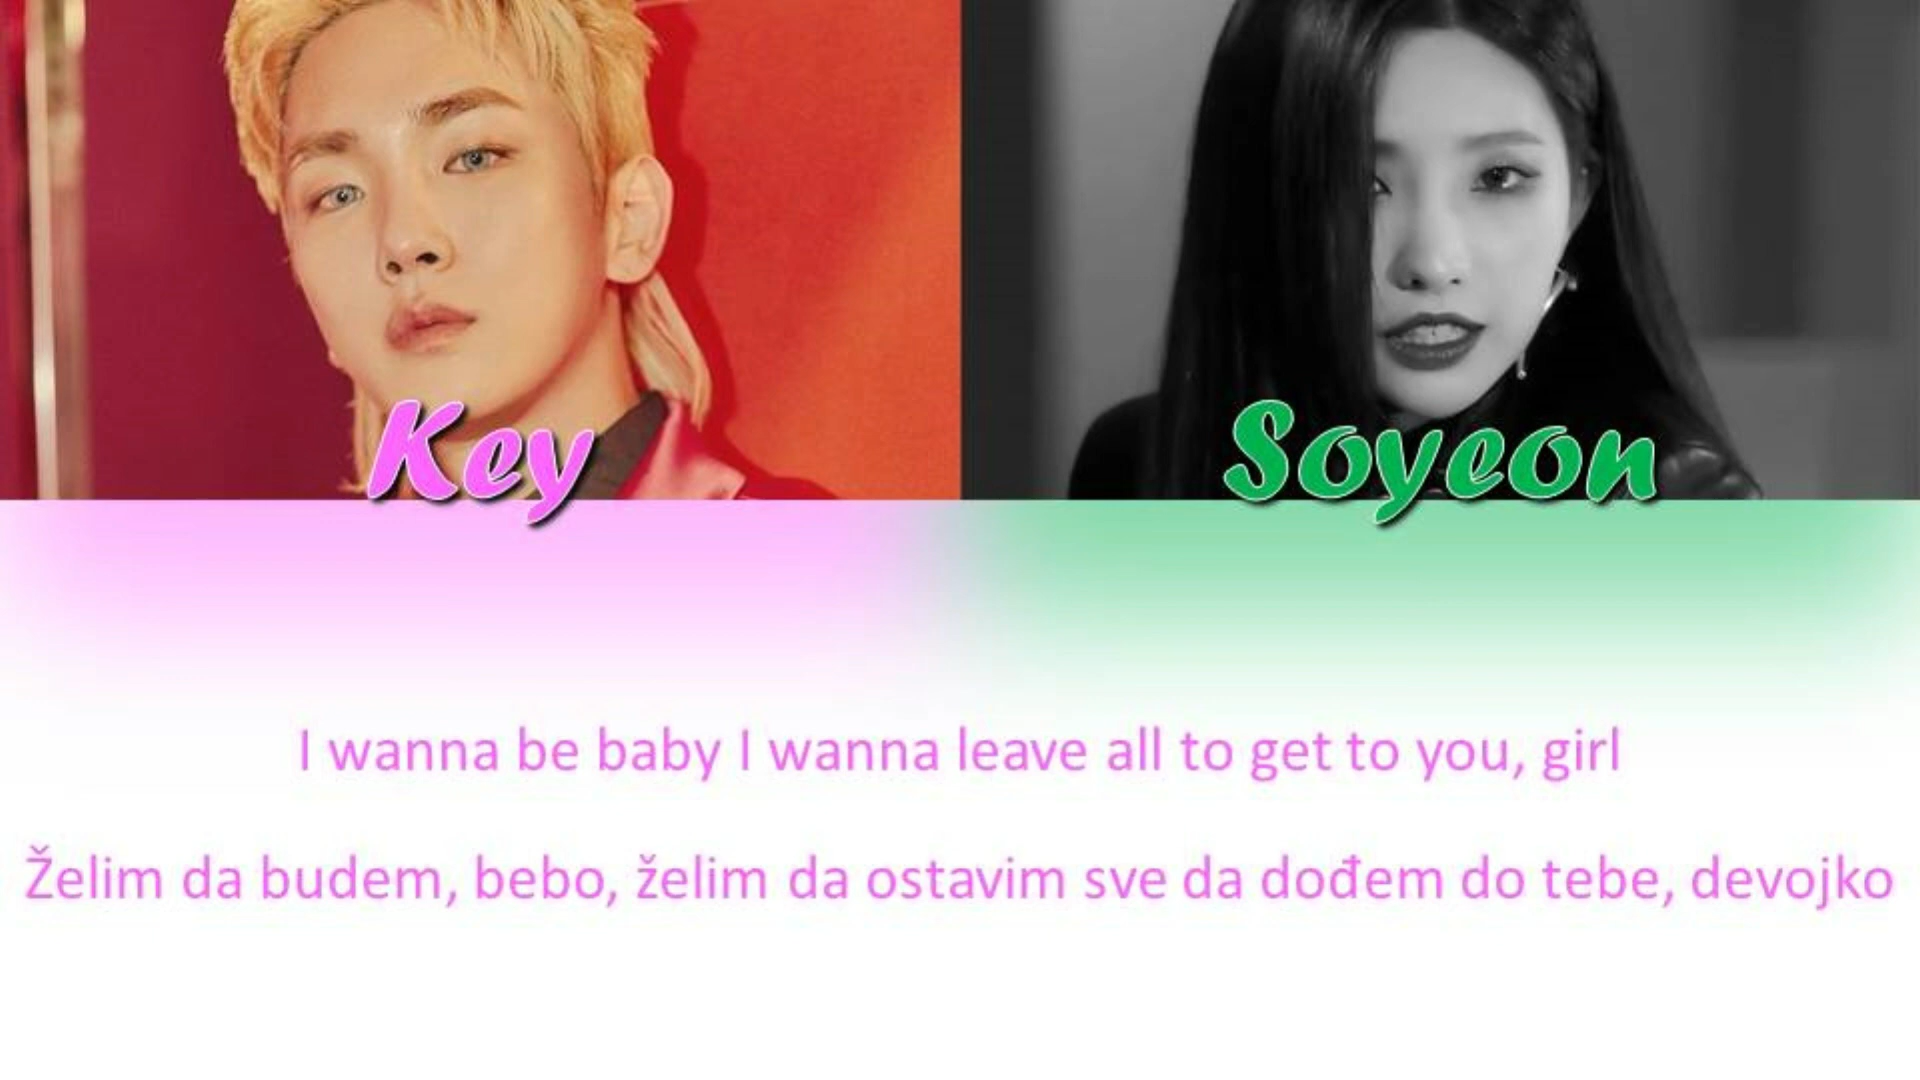 Key
Soyeon
I wanna be baby I wanna leave all to get to you, girl
Želim da budem, bebo, želim da ostavim sve da dođem do tebe, devojko